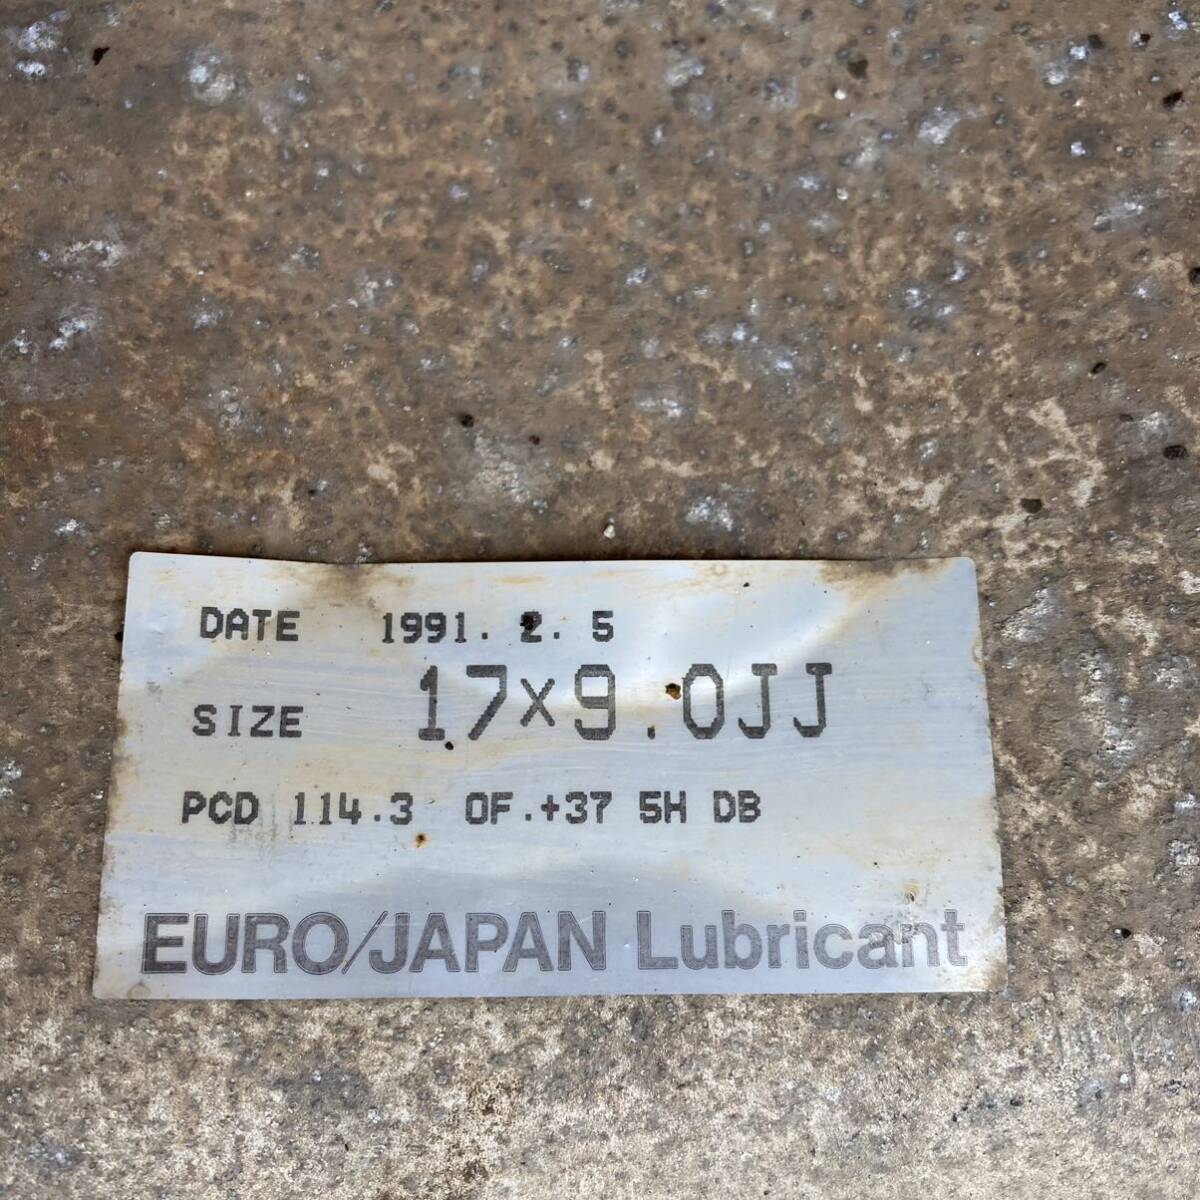 DATE 1991. 2. 5
SIZE 17×9.0JJ
PCD 114.3 OF.+37 5H DB
EURO/JAPAN Lubricant